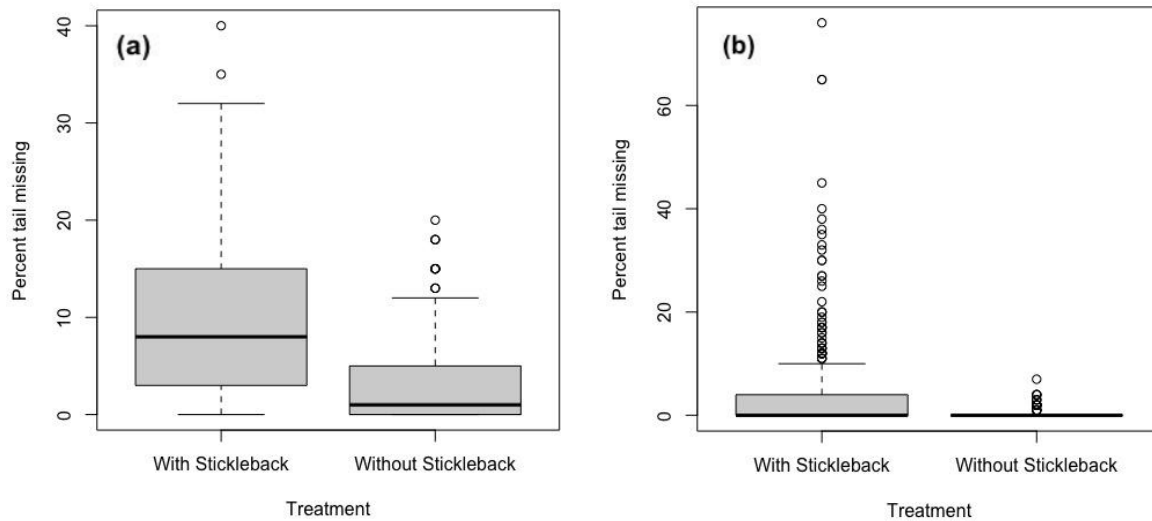 (a)
Percent tail missing
40
30
20
10
0
With Stickleback
Without Stickleback
Treatment
(b)
Percent tail missing
60
40
20
0
With Stickleback
Without Stickleback
Treatment